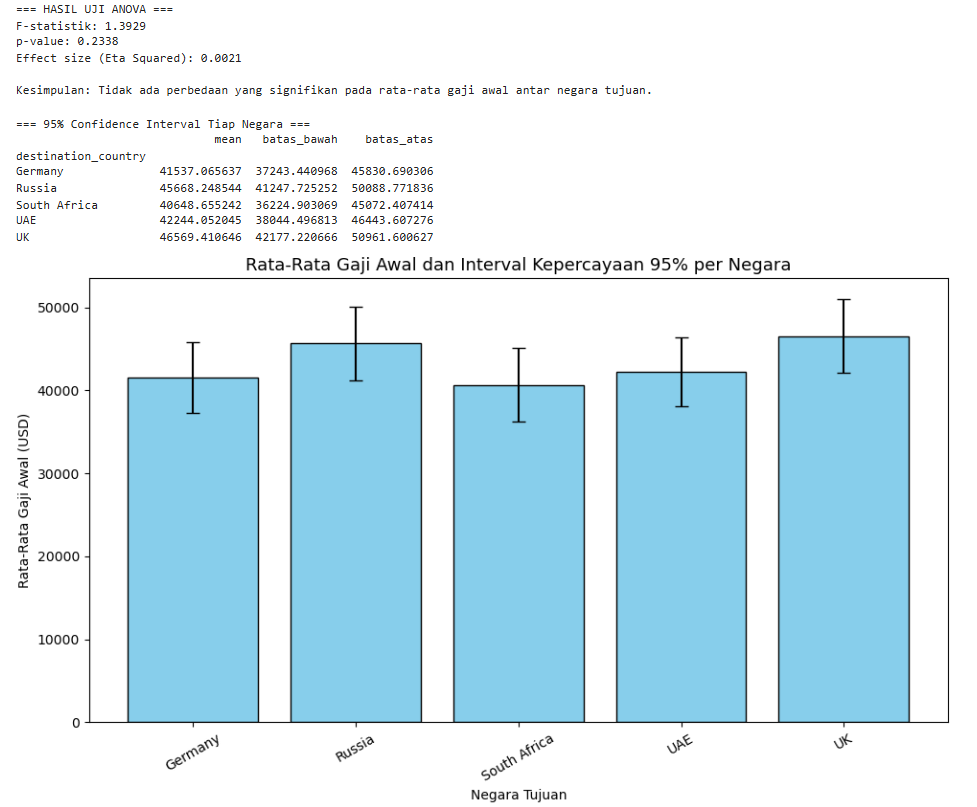 === HASIL UJI ANOVA ===
F-statistik: 1.3929
p-value: 0.2338
Effect size (Eta Squared): 0.0021
Kesimpulan: Tidak ada perbedaan yang signifikan pada rata-rata gaji awal antar negara tujuan.
=== 95% Confidence Interval Tiap Negara ===
mean batas_bawah batas_atas
destination_country
Germany 41537.065637 37243.440968 45830.690306
Russia 45668.248544 41247.725252 50088.771836
South Africa 40648.655242 36224.903069 45072.407414
UAE 42244.052045 38044.496813 46443.607276
UK 46569.410646 42177.220666 50961.600627
Rata-Rata Gaji Awal dan Interval Kepercayaan 95% per Negara
Rata-Rata Gaji Awal (USD)
50000
40000
30000
20000
10000
0
Germany
Russia
South Africa
UAE
UK
Negara Tujuan